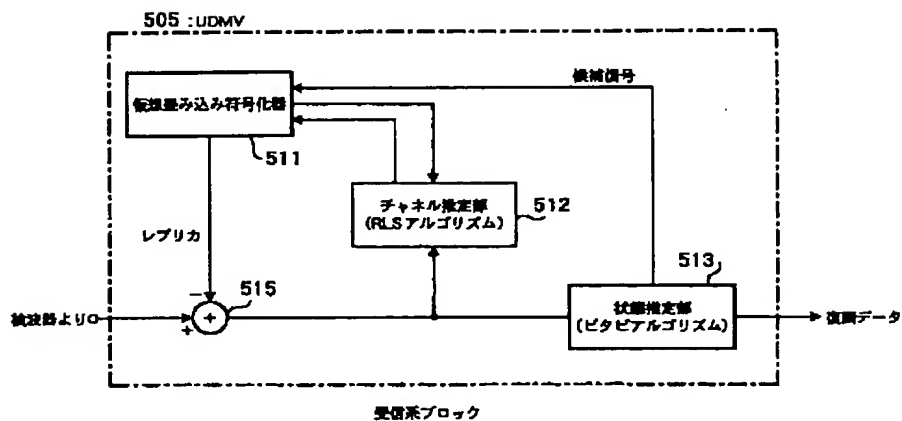 505 : UDMV
候補信号
仮想畳み込み符号化器
511
チャネル推定部
(RLSアルゴリズム)
512
レプリカ
513
−
515
状態推定部
(ビタビアルゴリズム)
検波器より
+
+
復調データ
受信系ブロック